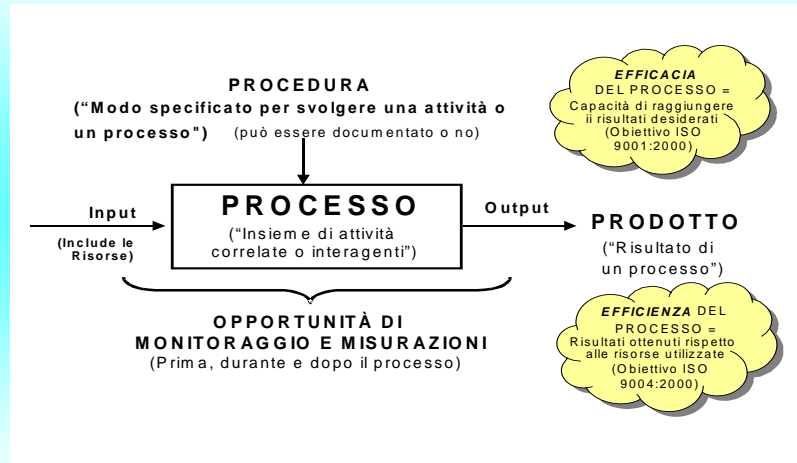 PROCEDURA
("Modo specificato per svolgere una attività o
un processo") (può essere documentato o no)
EFFICACIA
DEL PROCESSO =
Capacità di raggiungere
ii risultati desiderati
(Obiettivo ISO
9001:2000)
Input
(Include le
Risorse)
PROCESSO
("Insieme di attività
correlate o interagenti")
Output
PRODOTTO
("Risultato di
un processo")
OPPORTUNITÀ DI
MONITORAGGIO E MISURAZIONI
(Prima, durante e dopo il processo)
EFFICIENZA DEL
PROCESSO =
Risultati ottenuti rispetto
alle risorse utilizzate
(Obiettivo ISO
9004:2000)